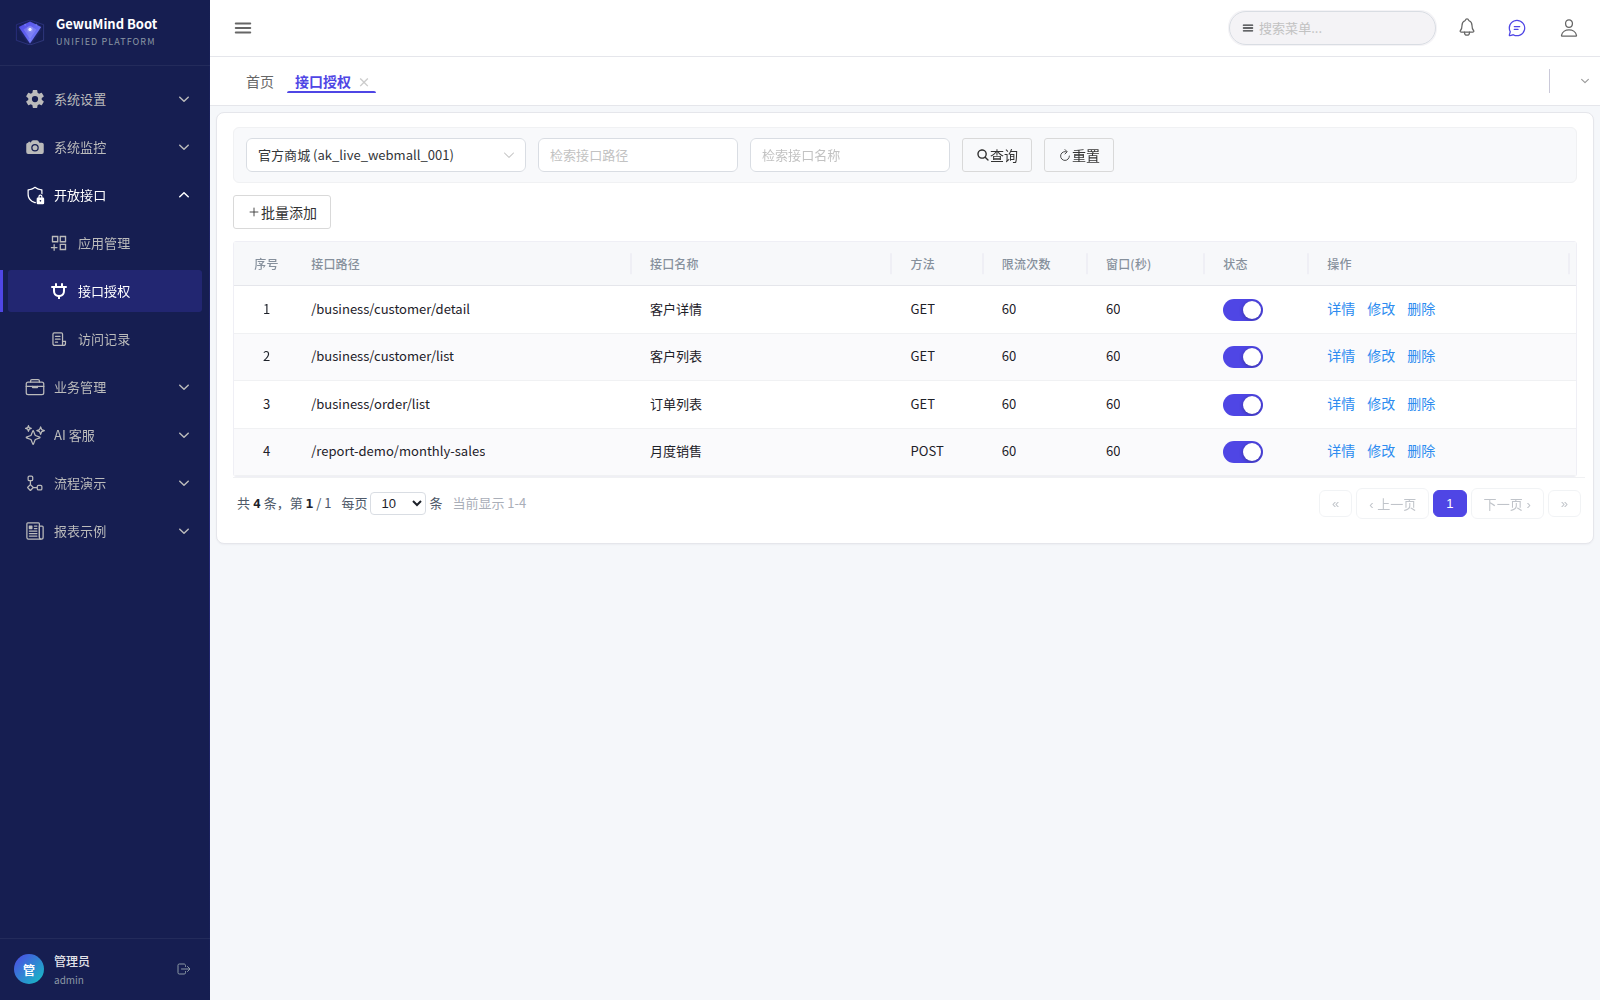 GewuMind Boot
UNIFIED PLATFORM
系统设置
系统监控
开放接口
应用管理
接口授权
访问记录
业务管理
AI 客服
流程演示
报表示例
管
管理员
admin
搜索菜单...
首页 接口授权
官方商城 (ak_live_webmall_001) 检索接口路径 检索接口名称 查询 重置
批量添加
序号 接口路径 接口名称 方法 限流次数 窗口(秒) 状态 操作
1 /business/customer/detail 客户详情 GET 60 60 详情 修改 删除
2 /business/customer/list 客户列表 GET 60 60 详情 修改 删除
3 /business/order/list 订单列表 GET 60 60 详情 修改 删除
4 /report-demo/monthly-sales 月度销售 POST 60 60 详情 修改 删除
共 4 条，第 1 / 1 每页 10 条 当前显示 1-4 « ‹ 上一页 1 下一页 › »